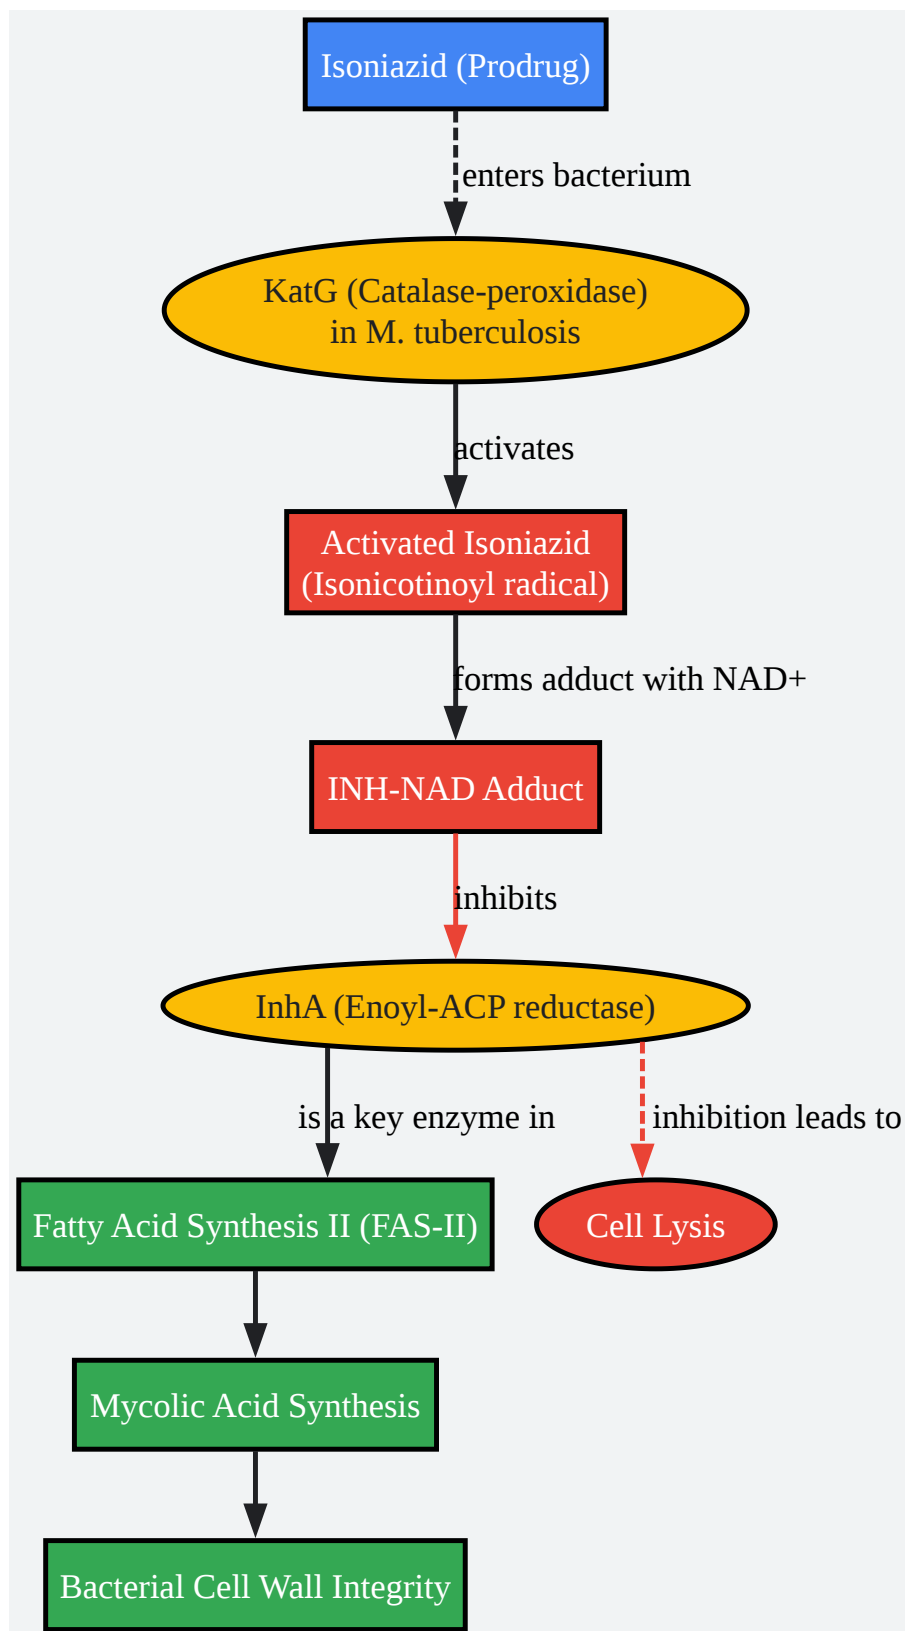 Isoniazid (Prodrug)
enters bacterium
KatG (Catalase-peroxidase)
in M. tuberculosis
activates
Activated Isoniazid
(Isonicotinoyl radical)
forms adduct with NAD+
INH-NAD Adduct
inhibits
InhA (Enoyl-ACP reductase)
is a key enzyme in
inhibition leads to
Fatty Acid Synthesis II (FAS-II)
Cell Lysis
Mycolic Acid Synthesis
Bacterial Cell Wall Integrity